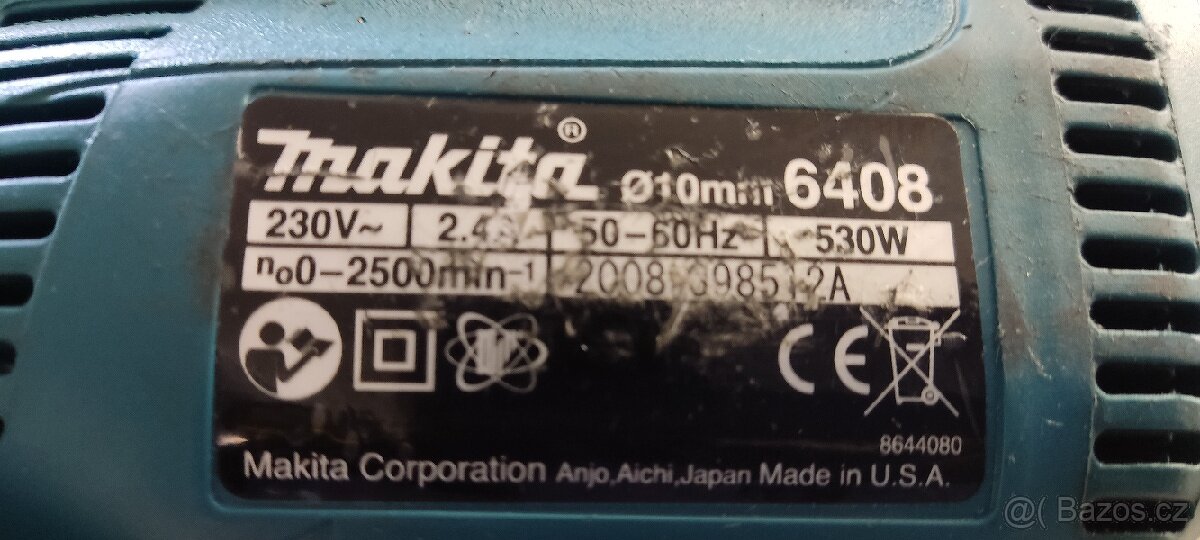 makita® Ø10mm 6408
230V~ 50-60Hz 530W
n₀0-2500min⁻¹ 2008
CE
8644080
Makita Corporation Anjo,Aichi,Japan Made in U.S.A.
@( Bazos.cz